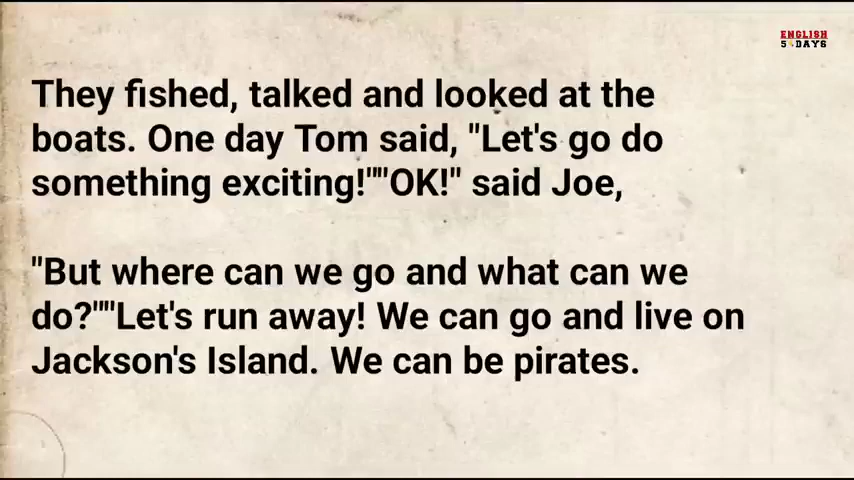 ENGLISH
5 DAYS
They fished, talked and looked at the
boats. One day Tom said, "Let's go do
something exciting!""OK!" said Joe,
"But where can we go and what can we
do?""Let's run away! We can go and live on
Jackson's Island. We can be pirates.